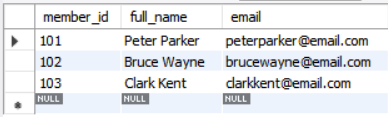 member_id full_name email
101 Peter Parker peterparker@email.com
102 Bruce Wayne brucewayne@email.com
103 Clark Kent clarkkent@email.com
NULL NULL NULL